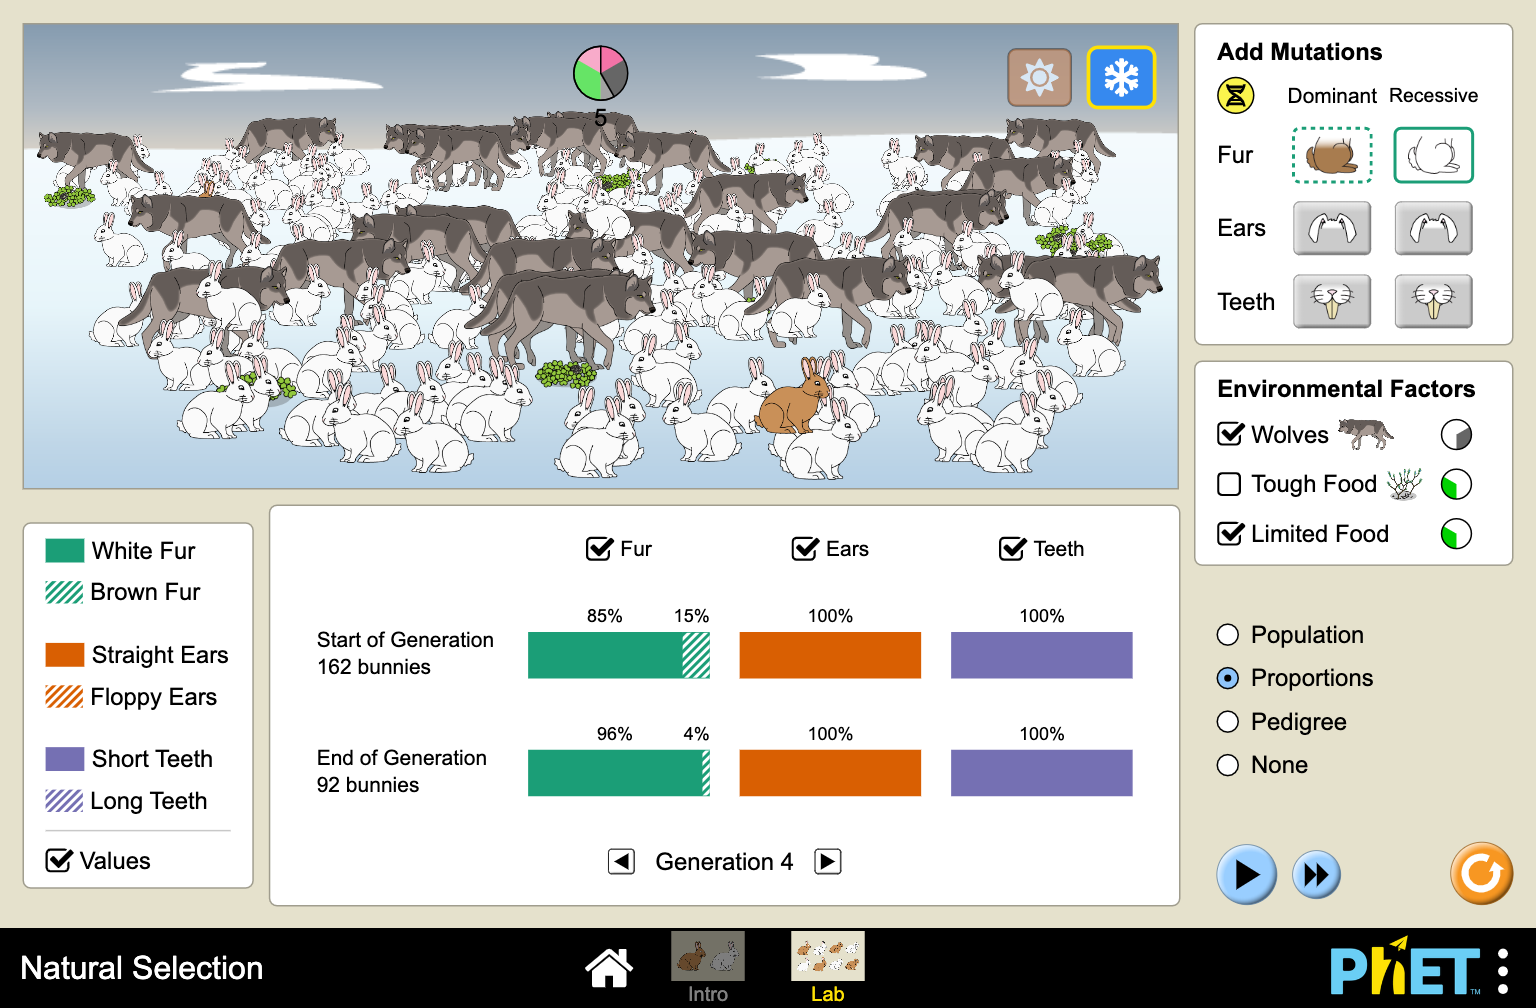 5
Add Mutations
Dominant Recessive
Fur
Ears
Teeth
Environmental Factors
Wolves
Tough Food
Limited Food
White Fur
Brown Fur
Straight Ears
Floppy Ears
Short Teeth
Long Teeth
Values
Fur Ears Teeth
85% 15% 100% 100%
Start of Generation
162 bunnies
96% 4% 100% 100%
End of Generation
92 bunnies
Generation 4
Population
Proportions
Pedigree
None
Natural Selection
Intro
Lab
PhET
TM